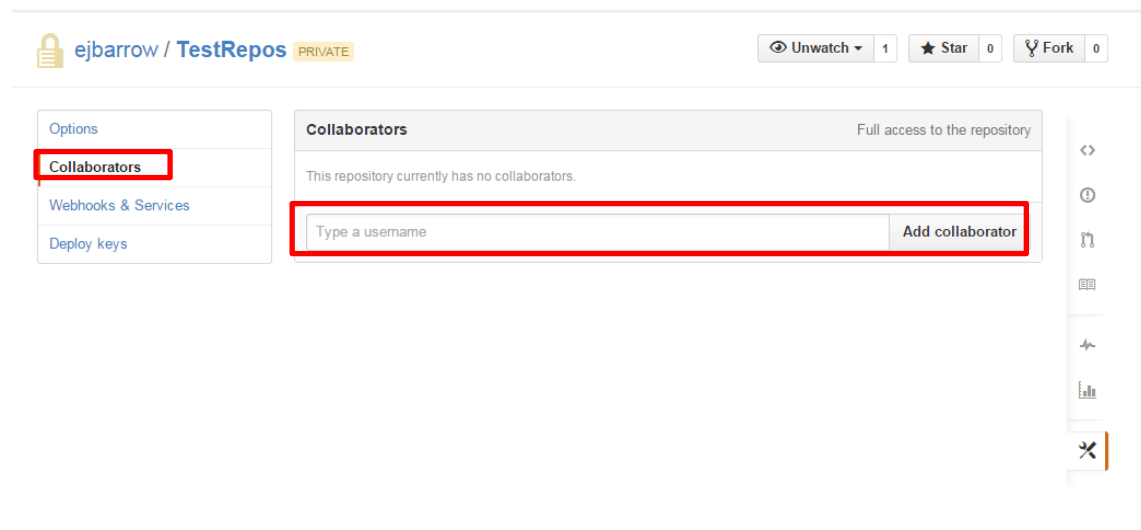 ejbarrow / TestRepos PRIVATE
Unwatch 1 Star 0 Fork 0
Options
Collaborators
Webhooks & Services
Deploy keys
Collaborators Full access to the repository
This repository currently has no collaborators.
Type a username Add collaborator